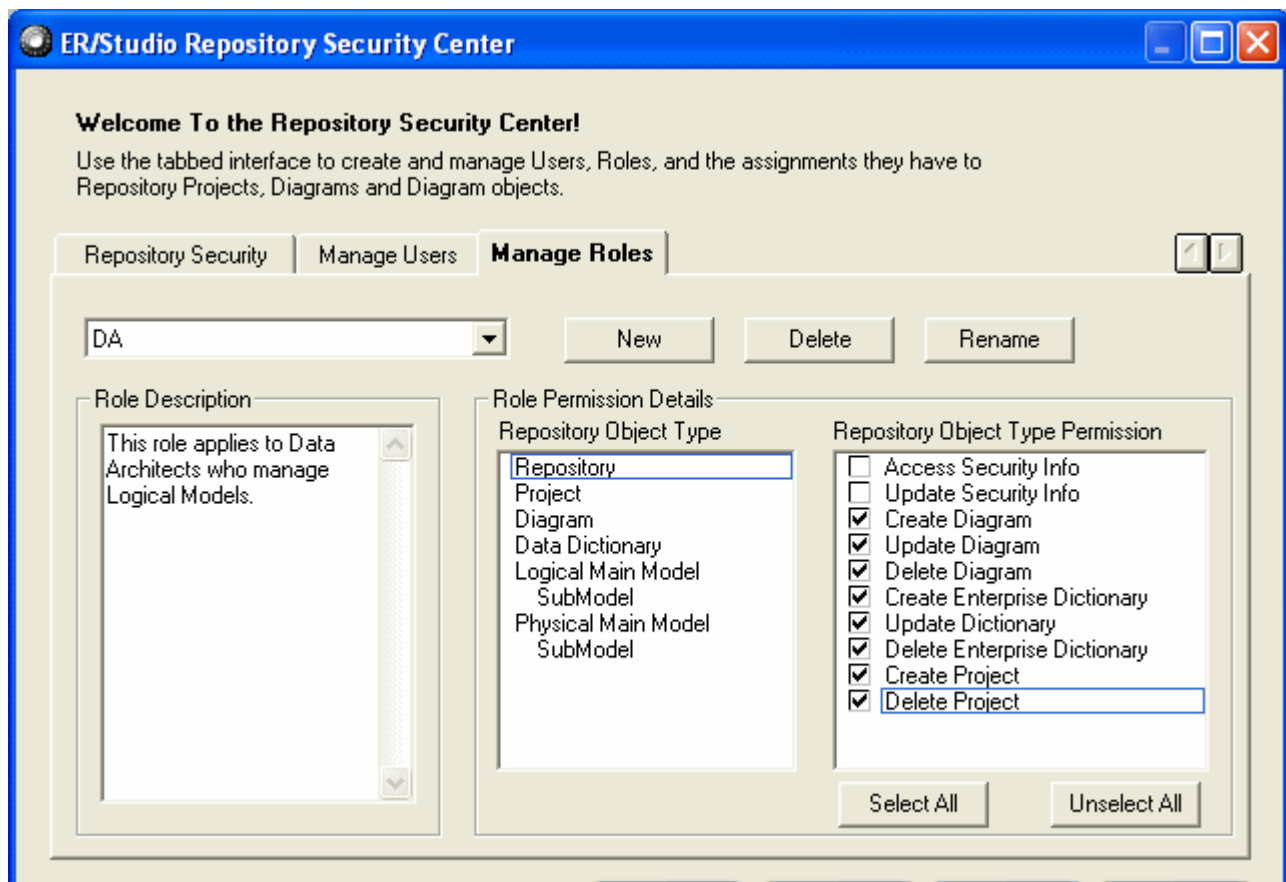 ER/Studio Repository Security Center
Welcome To the Repository Security Center!
Use the tabbed interface to create and manage Users, Roles, and the assignments they have to
Repository Projects, Diagrams and Diagram objects.
Repository Security
Manage Users
Manage Roles
DA
New
Delete
Rename
Role Description
This role applies to Data
Architects who manage
Logical Models.
Role Permission Details
Repository Object Type
Repository
Project
Diagram
Data Dictionary
Logical Main Model
SubModel
Physical Main Model
SubModel
Repository Object Type Permission
Access Security Info
Update Security Info
Create Diagram
Update Diagram
Delete Diagram
Create Enterprise Dictionary
Update Dictionary
Delete Enterprise Dictionary
Create Project
Delete Project
Select All
Unselect All